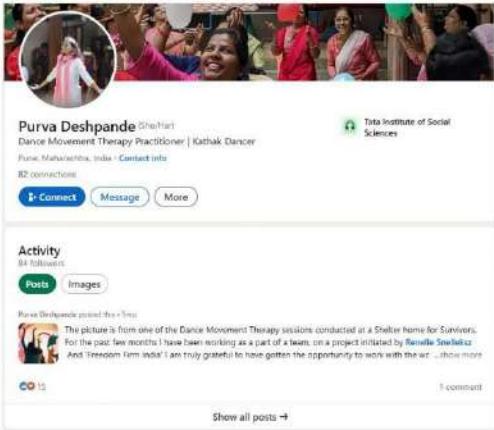 Purva Deshpande (She/Her)
Dance Movement Therapy Practitioner | Kathak Dancer
Pune, Maharashtra, India · Contact info
82 connections
Connect Message More
Tata Institute of Social
Sciences
Activity
84 followers
Posts Images
Purva Deshpande posted this •
The picture is from one of the Dance Movement Therapy sessions conducted at a Shelter home for Survivors.
For the past few months I have been working as a part of a team, on a project initiated by Renelle Snelleksz
And 'Freedom Firm India' I am truly grateful to have gotten the opportunity to work with the ...show more
15
1 comment
Show all posts →